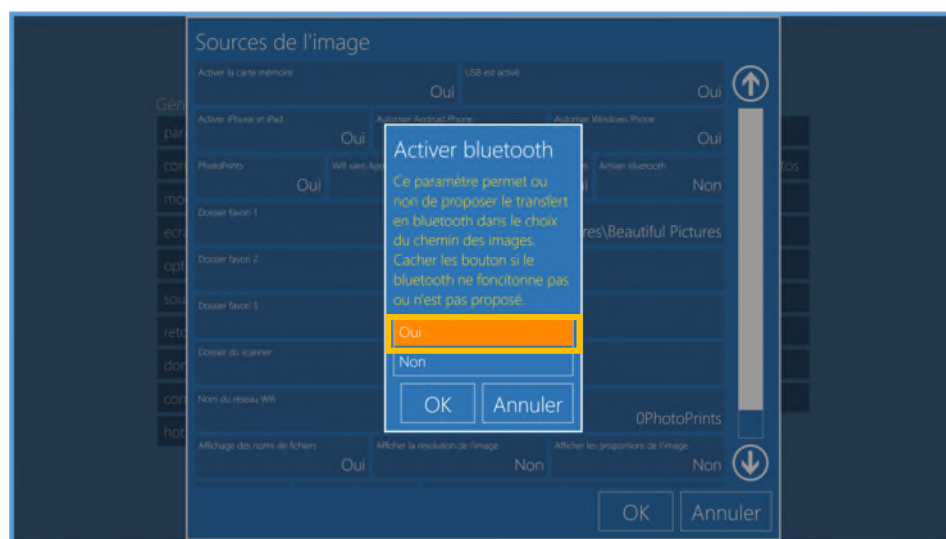 Sources de l'image
Activer la carte mémoire
Oui
USB est activé
Oui
Activer iPhone et iPad
Oui
Autoriser Android Phone
Autoriser Windows Phone
Oui
PhotoPrints
Oui
Wifi sans
Activer bluetooth
Non
Dossier favori 1
\Beautiful Pictures
Dossier favori 2
Dossier favori 3
Dossier du scanner
Nom du réseau Wifi
0PhotoPrints
Affichage des noms de fichiers
Oui
Afficher la résolution de l'image
Non
Afficher les proportions de l'image
Non
OK
Annuler
Activer bluetooth
Ce paramètre permet ou
non de proposer le transfert
en bluetooth dans le choix
du chemin des images.
Cacher les bouton si le
bluetooth ne foncitonne pas
ou n'est pas proposé.
Oui
Non
OK
Annuler